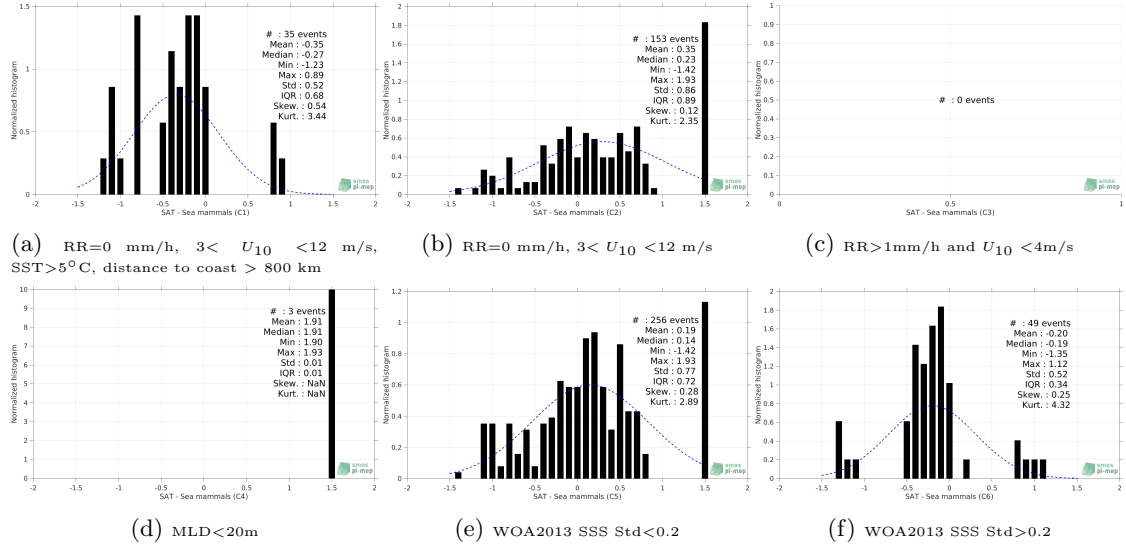 1.5
1
0.5
0
Normalized histogram
# : 35 events
Mean : -0.35
Median : -0.27
Min : -1.23
Max : 0.89
Std : 0.52
IQR : 0.68
Skew. : 0.54
Kurt. : 3.44
smos
pi-mep
-2 -1.5 -1 -0.5 0 0.5 1 1.5 2
SAT - Sea mammals (C1)
(a) RR=0 mm/h, 3< U10 <12 m/s,
SST>5°C, distance to coast > 800 km
2
1.8
1.6
1.4
1.2
1
0.8
0.6
0.4
0.2
0
Normalized histogram
# : 153 events
Mean : 0.35
Median : 0.23
Min : -1.42
Max : 1.93
Std : 0.86
IQR : 0.89
Skew. : 0.12
Kurt. : 2.35
smos
pi-mep
-2 -1.5 -1 -0.5 0 0.5 1 1.5 2
SAT - Sea mammals (C2)
(b) RR=0 mm/h, 3< U10 <12 m/s
1
0.9
0.8
0.7
0.6
0.5
0.4
0.3
0.2
0.1
0
Normalized histogram
# : 0 events
smos
pi-mep
0 0.5 1
SAT - Sea mammals (C3)
(c) RR>1mm/h and U10 <4m/s
10
9
8
7
6
5
4
3
2
1
0
Normalized histogram
# : 3 events
Mean : 1.91
Median : 1.91
Min : 1.90
Max : 1.93
Std : 0.01
IQR : 0.01
Skew. : NaN
Kurt. : NaN
smos
pi-mep
-2 -1.5 -1 -0.5 0 0.5 1 1.5 2
SAT - Sea mammals (C4)
(d) MLD<20m
1.2
1
0.8
0.6
0.4
0.2
0
Normalized histogram
# : 256 events
Mean : 0.19
Median : 0.14
Min : -1.42
Max : 1.93
Std : 0.77
IQR : 0.72
Skew. : 0.28
Kurt. : 2.89
smos
pi-mep
-2 -1.5 -1 -0.5 0 0.5 1 1.5 2
SAT - Sea mammals (C5)
(e) WOA2013 SSS Std<0.2
2
1.8
1.6
1.4
1.2
1
0.8
0.6
0.4
0.2
0
Normalized histogram
# : 49 events
Mean : -0.20
Median : -0.19
Min : -1.35
Max : 1.12
Std : 0.52
IQR : 0.34
Skew. : 0.25
Kurt. : 4.32
smos
pi-mep
-2 -1.5 -1 -0.5 0 0.5 1 1.5 2
SAT - Sea mammals (C6)
(f) WOA2013 SSS Std>0.2